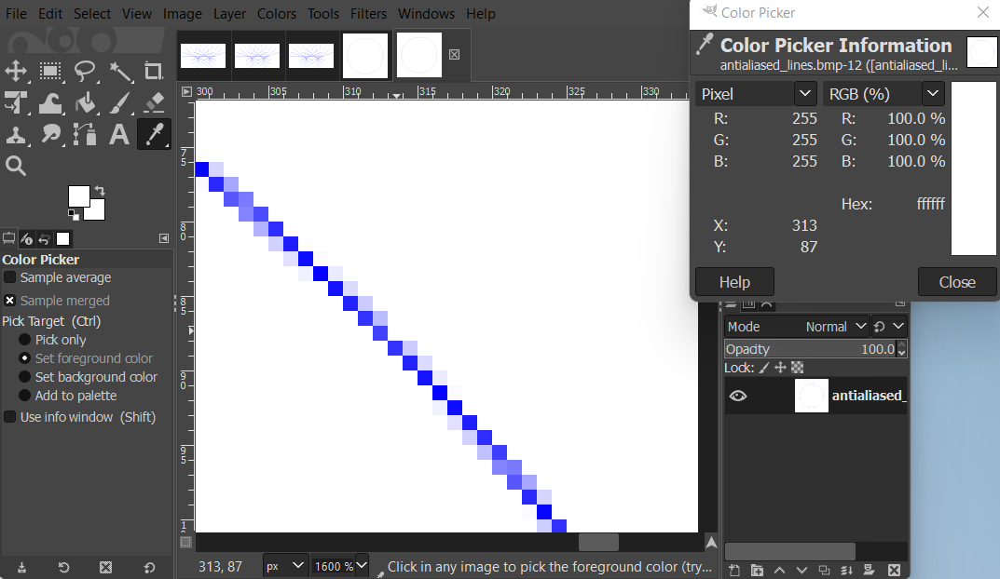 File Edit Select View Image Layer Colors Tools Filters Windows Help
Color Picker
Color Picker Information
antialiased_lines.bmp-12 ([antialiased_li...
Pixel
RGB (%)
R: 255 R: 100.0 %
G: 255 G: 100.0 %
B: 255 B: 100.0 %
Hex: ffffff
X: 313
Y: 87
Help
Close
300 305 310 315 320 325 330
75
80
85
90
95
1
Color Picker
Sample average
Sample merged
Pick Target (Ctrl)
Pick only
Set foreground color
Set background color
Add to palette
Use info window (Shift)
Mode Normal
Opacity 100.0
Lock:
antialiased_
313, 87 px 1600 % Click in any image to pick the foreground color (try...